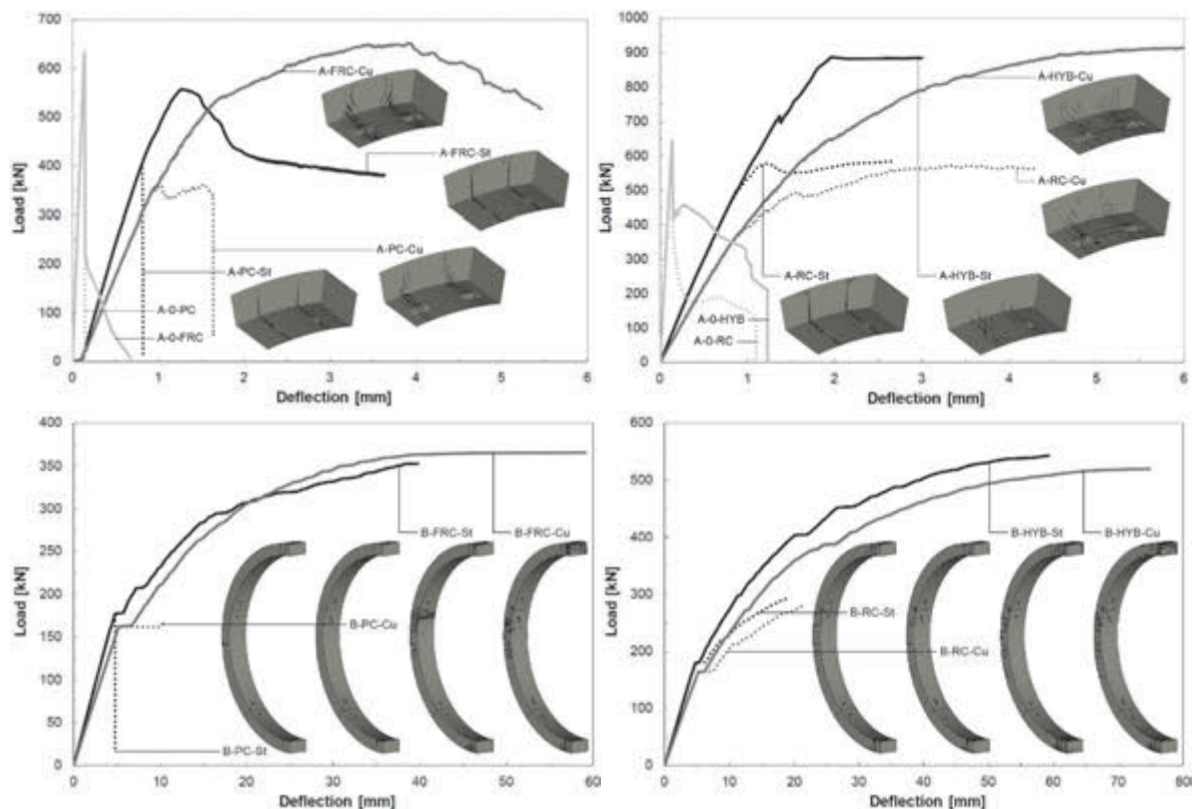 700
600
500
400
300
200
100
0
Load [kN]
A-FRC-Cu
A-FRC-St
A-PC-Cu
A-PC-St
A-0-PC
A-0-FRC
0 1 2 3 4 5 6
Deflection [mm]
1000
900
800
700
600
500
400
300
200
100
0
Load [kN]
A-HYB-Cu
A-RC-Cu
A-RC-St
A-HYB-St
A-0-HYB
A-0-RC
0 1 2 3 4 5 6
Deflection [mm]
400
350
300
250
200
150
100
50
0
Load [kN]
B-FRC-St
B-FRC-Cu
B-PC-Cu
B-PC-St
0 10 20 30 40 50 60
Deflection [mm]
600
500
400
300
200
100
0
Load [kN]
B-HYB-St
B-HYB-Cu
B-RC-St
B-RC-Cu
0 10 20 30 40 50 60 70 80
Deflection [mm]